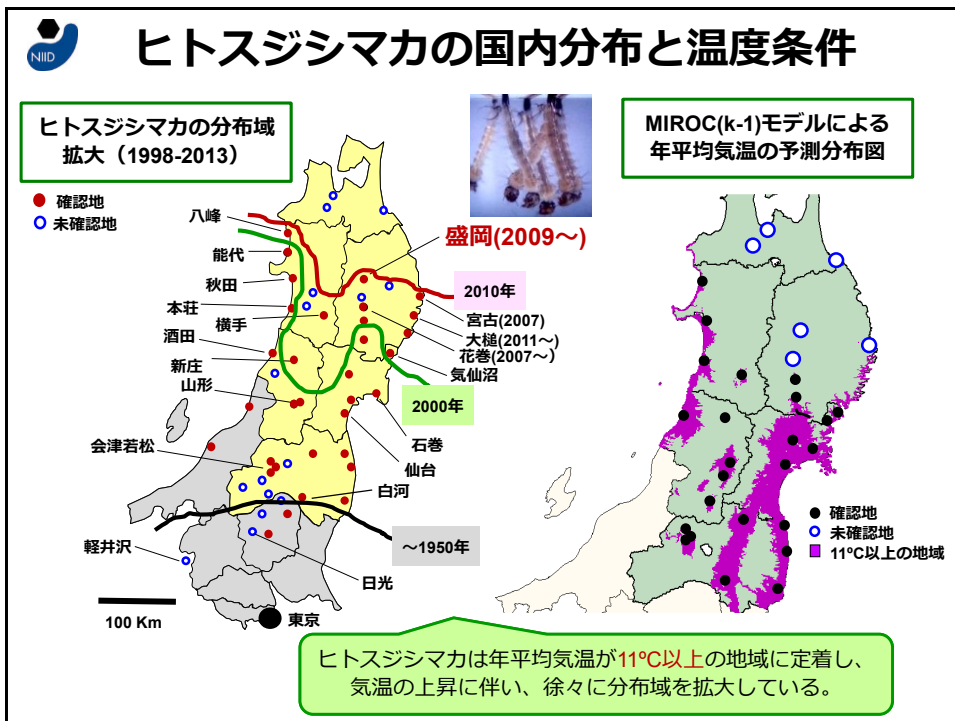 NIID
ヒトスジシマカの国内分布と温度条件
ヒトスジシマカの分布域
拡大（1998-2013）
確認地
未確認地
八峰
能代
秋田
本荘
横手
酒田
新庄
山形
会津若松
軽井沢
100 Km
盛岡(2009～)
2010年
宮古(2007)
大槌(2011～)
花巻(2007～)
気仙沼
2000年
石巻
仙台
白河
～1950年
日光
東京
MIROC(k-1)モデルによる
年平均気温の予測分布図
確認地
未確認地
11ºC以上の地域
ヒトスジシマカは年平均気温が11ºC以上の地域に定着し、
気温の上昇に伴い、徐々に分布域を拡大している。